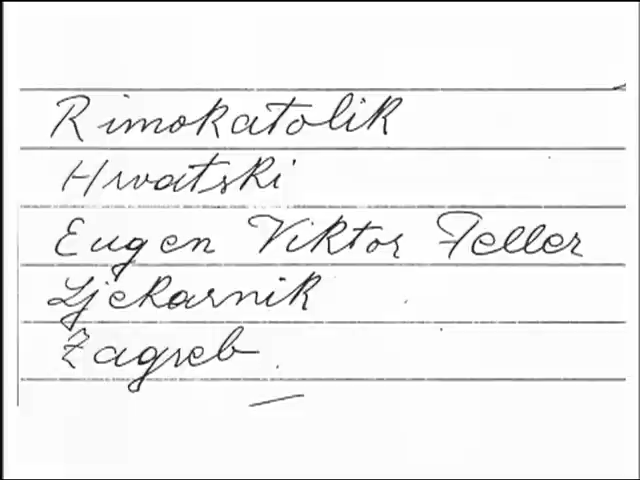 Rimokatolik
Hrvatski
Eugen Viktor Feller
Ljekarnik
Zagreb